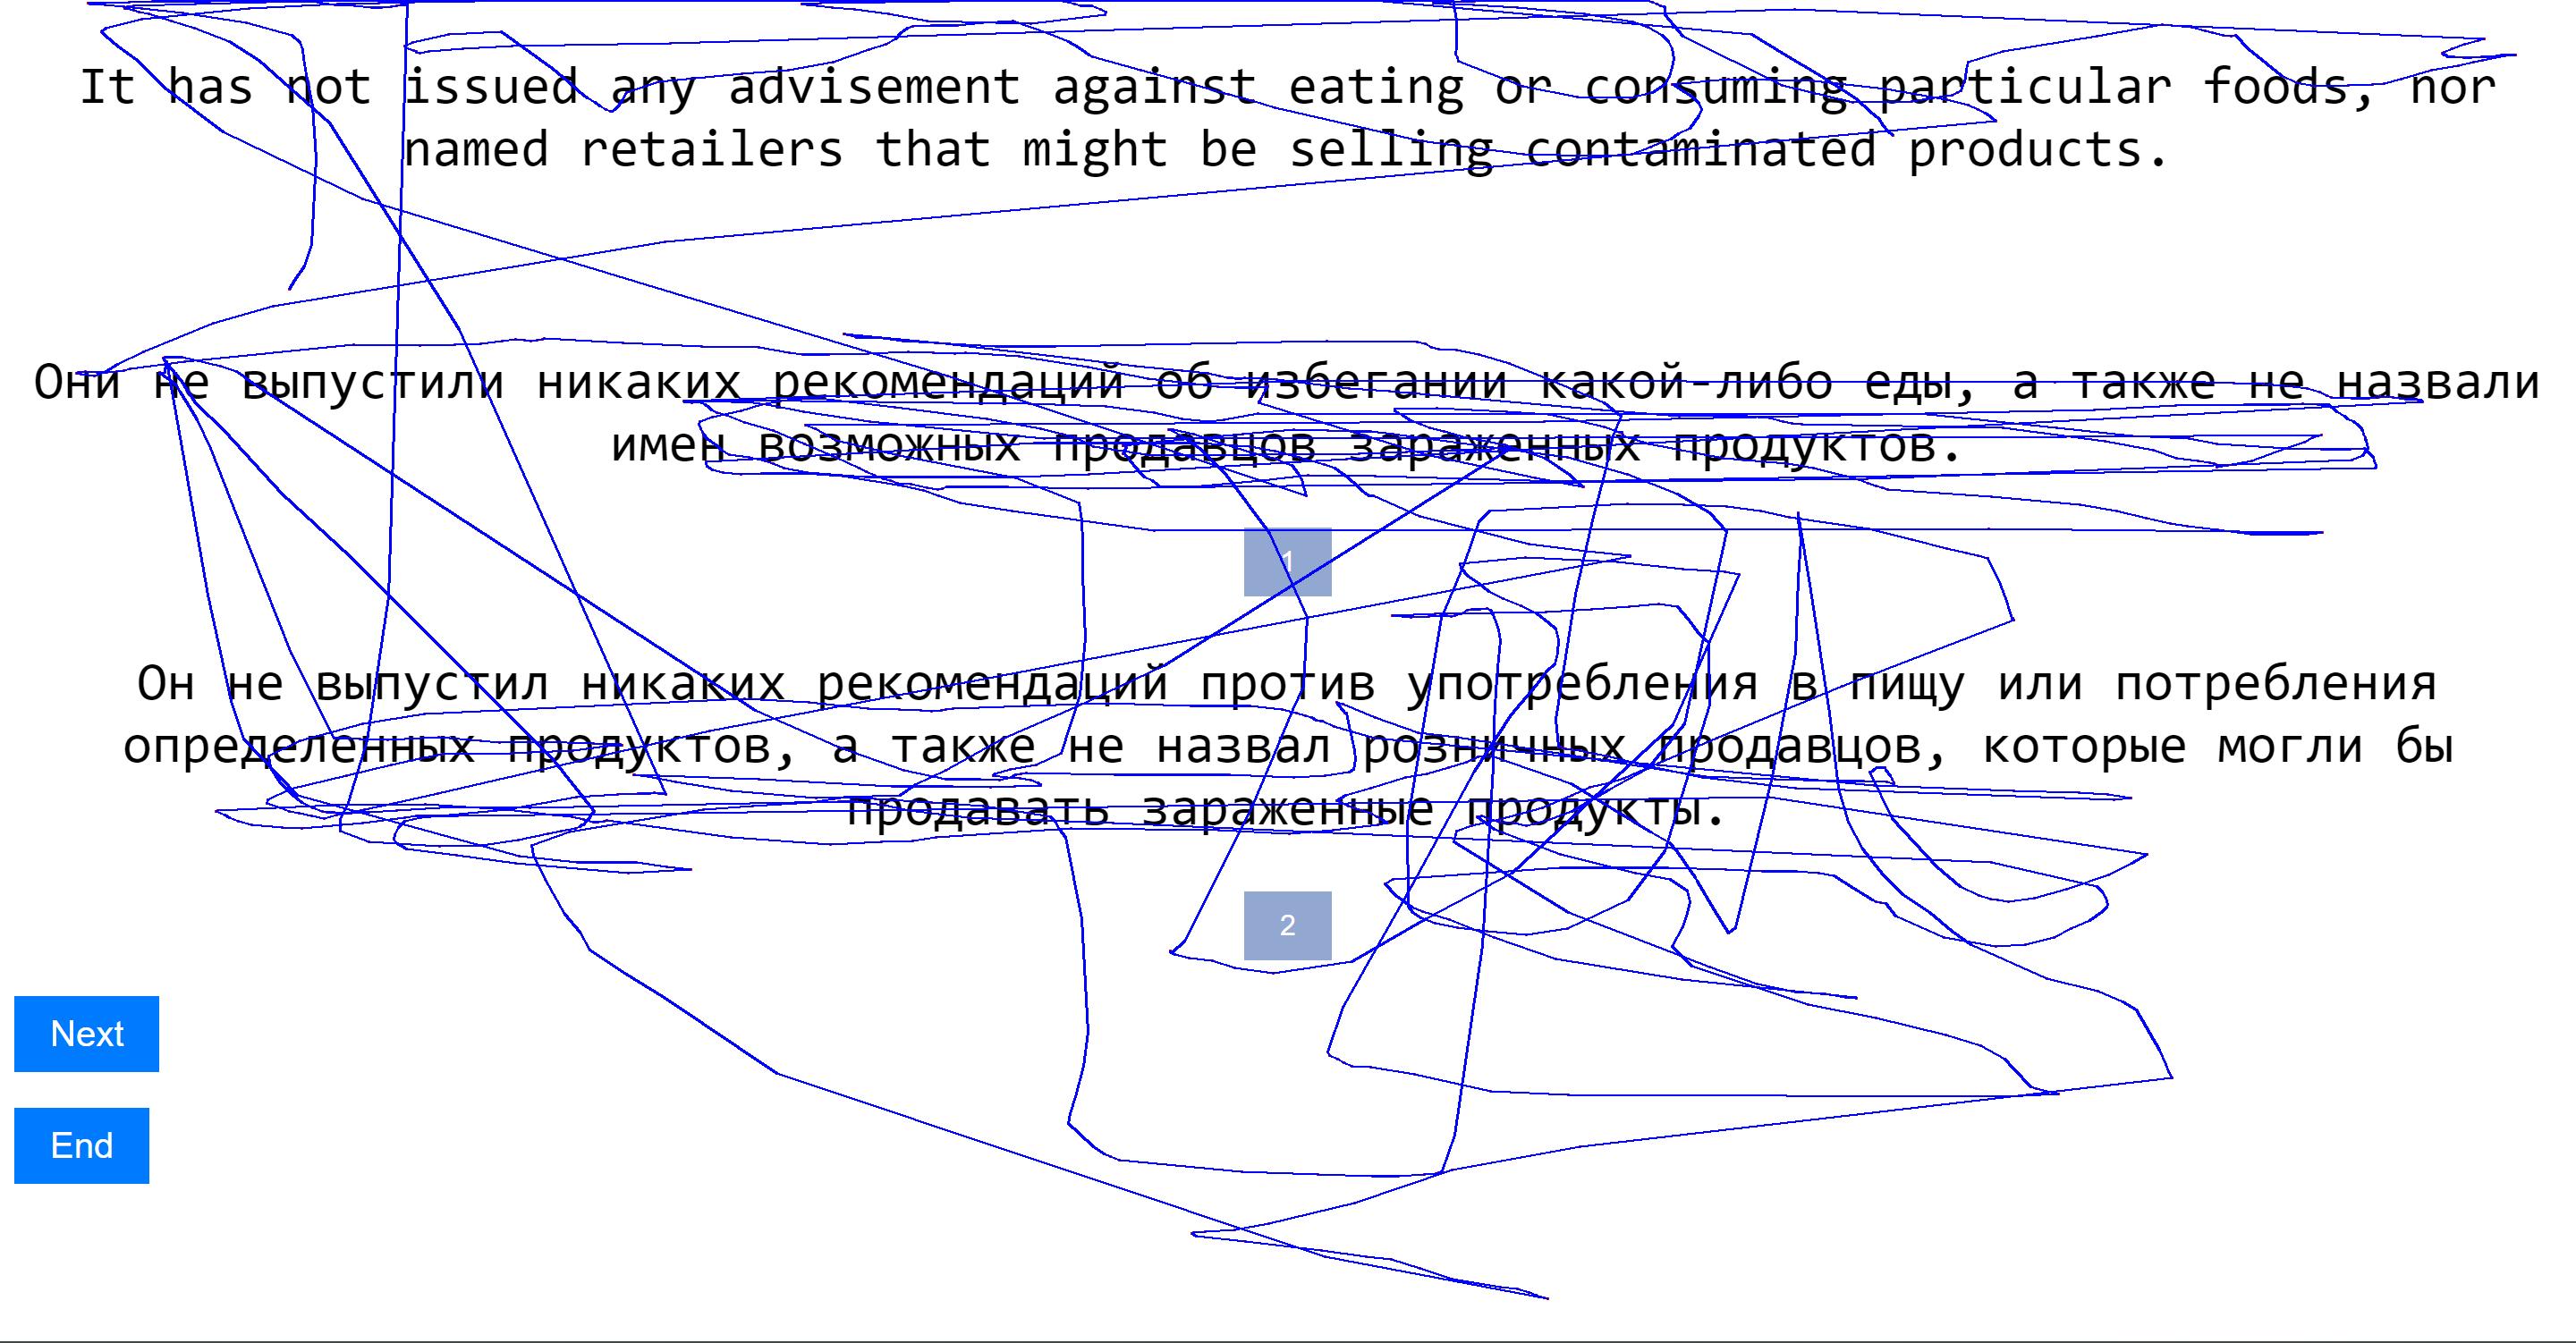 It has not issued any advisement against eating or consuming particular foods, nor
named retailers that might be selling contaminated products.
Они не выпустили никаких рекомендаций об избегании какой-либо еды, а также не назвали
имен возможных продавцов зараженных продуктов.
1
Он не выпустил никаких рекомендаций против употребления в пищу или потребления
определенных продуктов, а также не назвал розничных продавцов, которые могли бы
продавать зараженные продукты.
2
Next
End